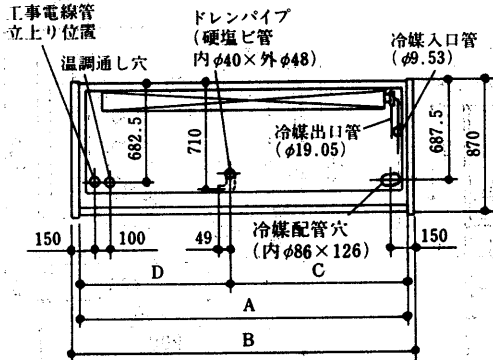 工事電線管
立上り位置
温調通し穴
ドレンパイプ
(硬塩ビ管
内φ40×外φ48)
冷媒入口管
(φ9.53)
冷媒出口管
(φ19.05)
682.5
710
687.5
870
冷媒配管穴
(内φ86×126)
150
100
49
150
D
C
A
B